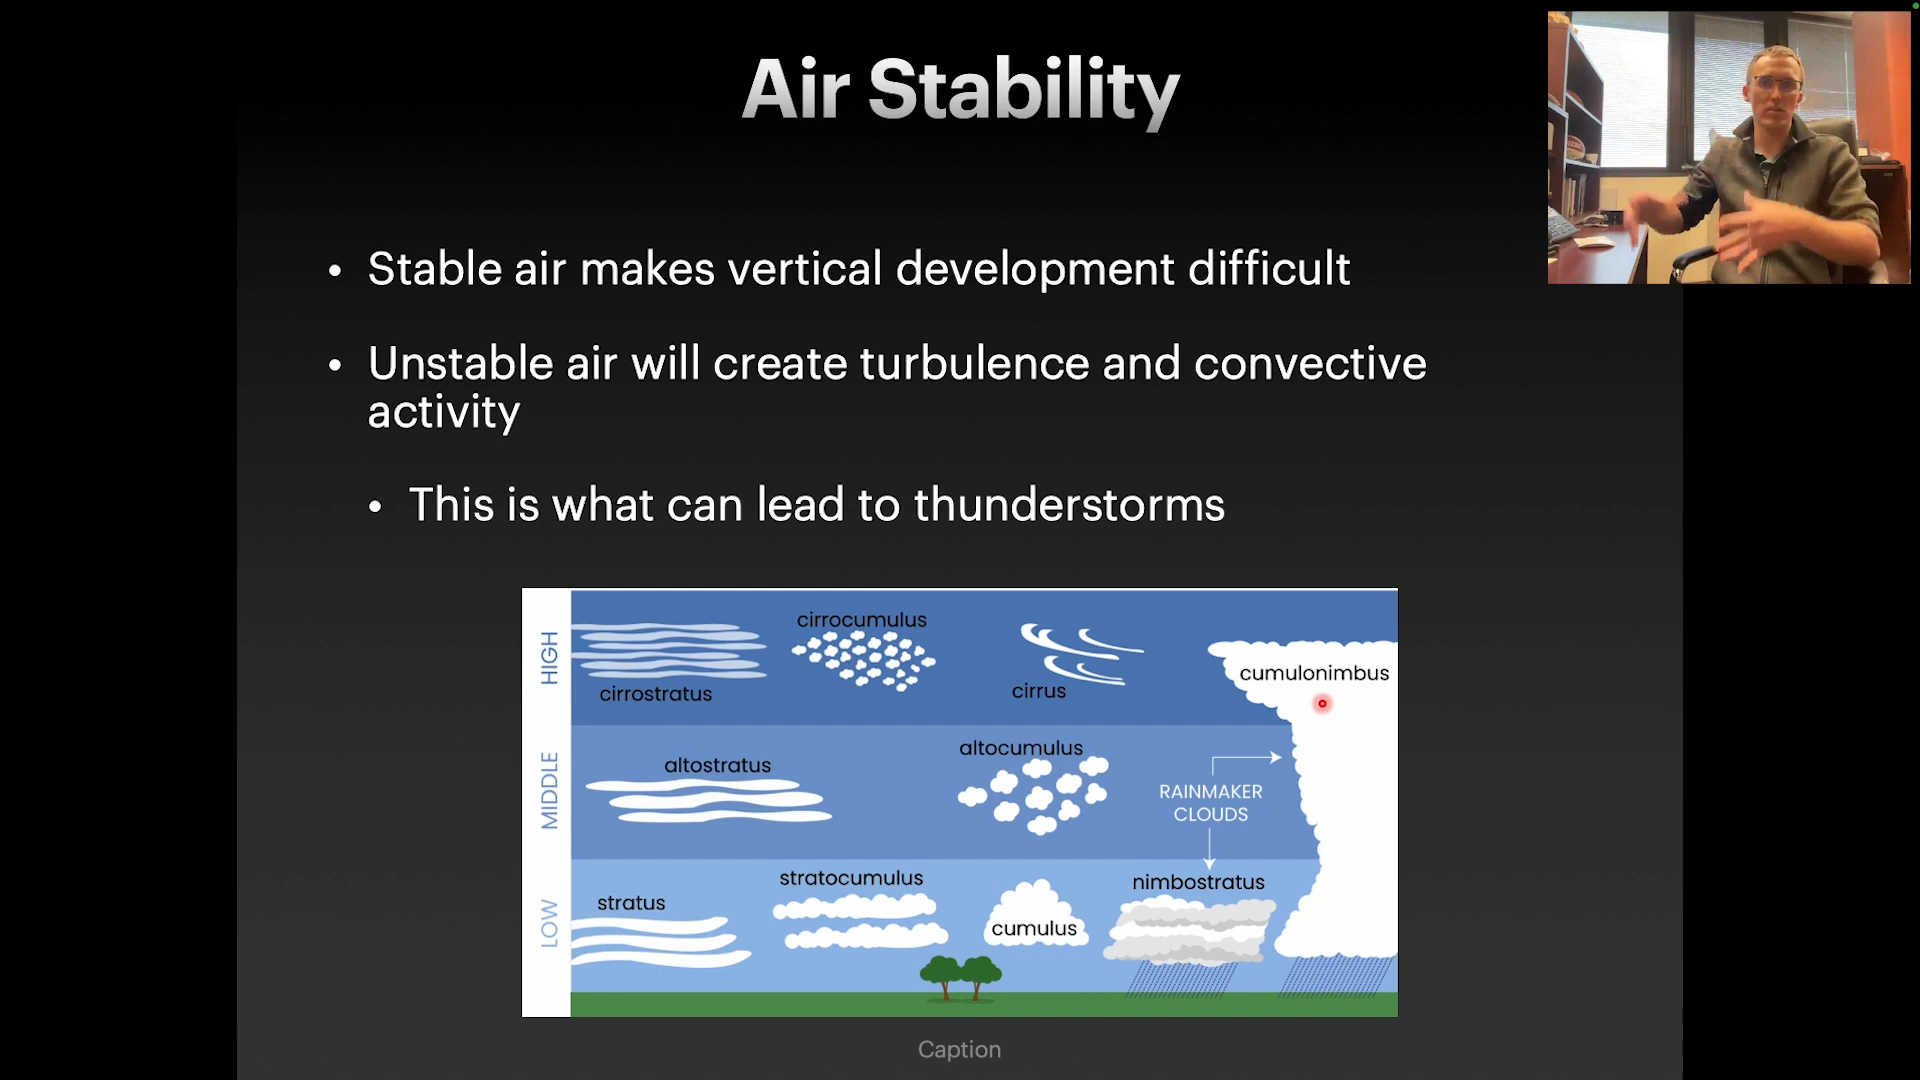 Air Stability
• Stable air makes vertical development difficult
• Unstable air will create turbulence and convective
activity
• This is what can lead to thunderstorms
HIGH
cirrostratus
cirrocumulus
cirrus
cumulonimbus
MIDDLE
altostratus
altocumulus
RAINMAKER
CLOUDS
LOW
stratus
stratocumulus
cumulus
nimbostratus
Caption